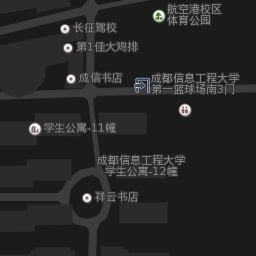 航空港校区
体育公园
长征驾校
第1佳大鸡排
成信书店
成都信息工程大学
第一篮球场南3门
学生公寓-11幢
成都信息工程大学
学生公寓-12幢
祥云书店